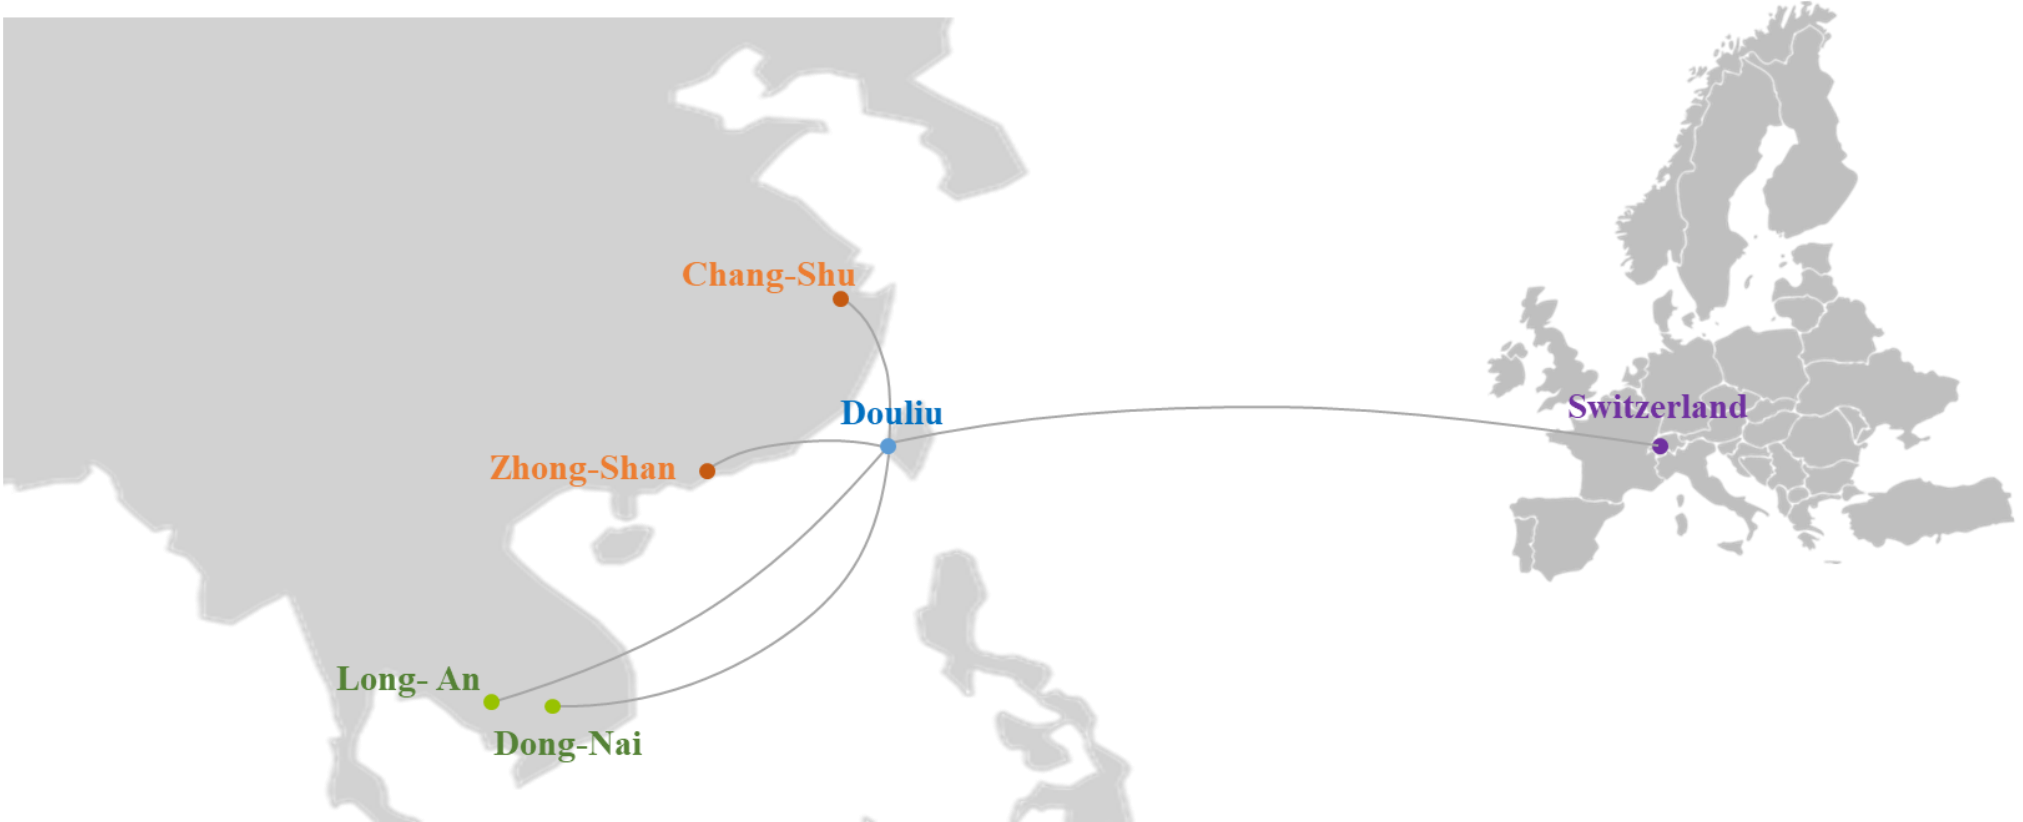 Chang-Shu
Douliu
Switzerland
Zhong-Shan
Long- An
Dong-Nai